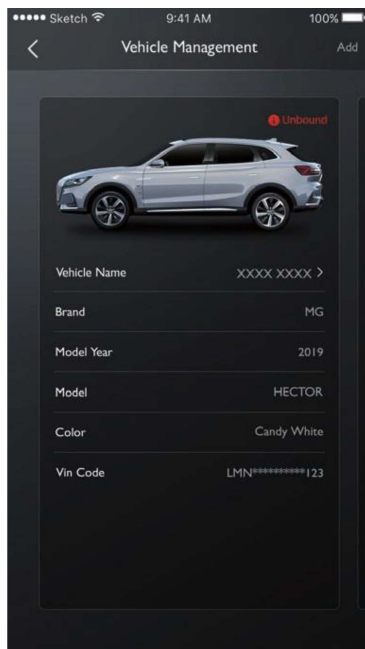 Sketch 9:41 AM 100%
Vehicle Management Add
Unbound
Vehicle Name XXXX XXXX >
Brand MG
Model Year 2019
Model HECTOR
Color Candy White
Vin Code LMN**********123